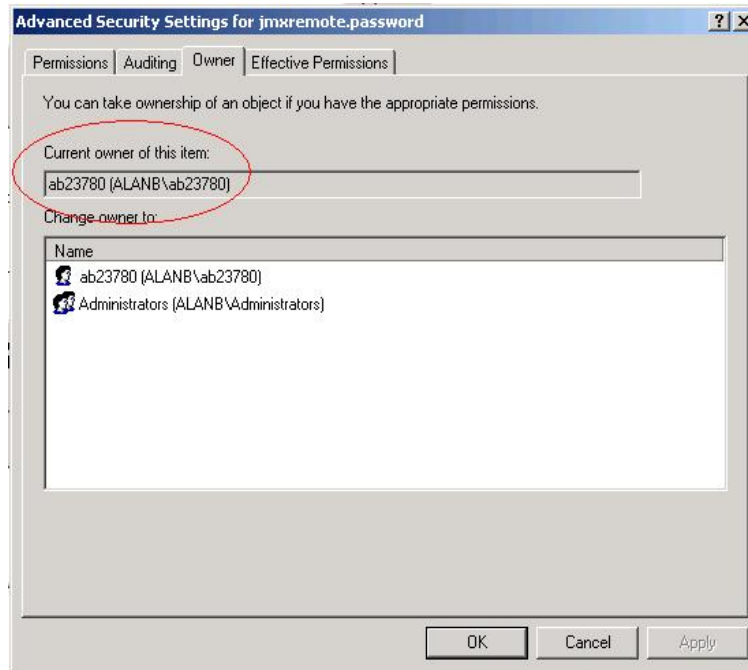 Advanced Security Settings for jmxremote.password
Permissions Auditing Owner Effective Permissions
You can take ownership of an object if you have the appropriate permissions.
Current owner of this item:
ab23780 (ALANB\ab23780)
Change owner to:
Name
ab23780 (ALANB\ab23780)
Administrators (ALANB\Administrators)
OK Cancel Apply